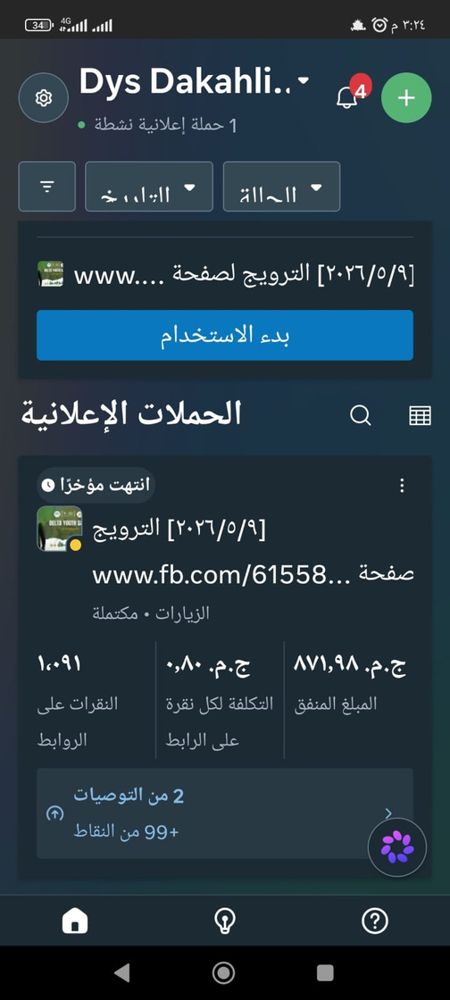 34
4G
٣:٢٤ م
Dys Dakahli..
4
1 حملة إعلانية نشطة
الحالة
التاريخ
[٢٠٢٦/٥/٩] الترويج لصفحة www....
بدء الاستخدام
الحملات الإعلانية
انتهت مؤخرًا
DELTA YOUTH SA
[٢٠٢٦/٥/٩] الترويج
صفحة www.fb.com/61558...
الزيارات • مكتملة
ج.م. ٨٧١,٩٨
المبلغ المنفق
ج.م. ٠,٨٠
التكلفة لكل نقرة
على الرابط
١,٠٩١
النقرات على
الروابط
2 من التوصيات
+99 من النقاط